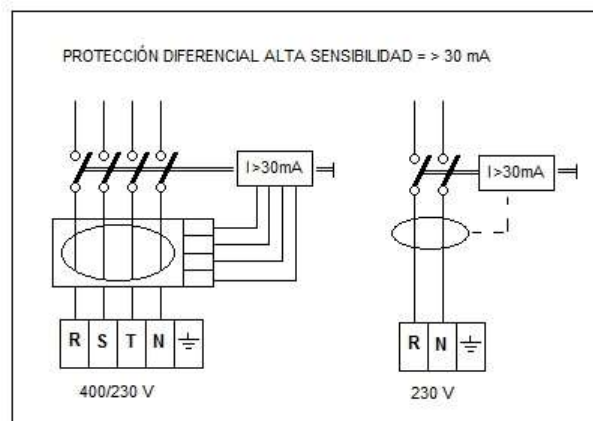 PROTECCIÓN DIFERENCIAL ALTA SENSIBILIDAD = > 30 mA
I>30mA
I>30mA
R S T N
R N
400/230 V
230 V